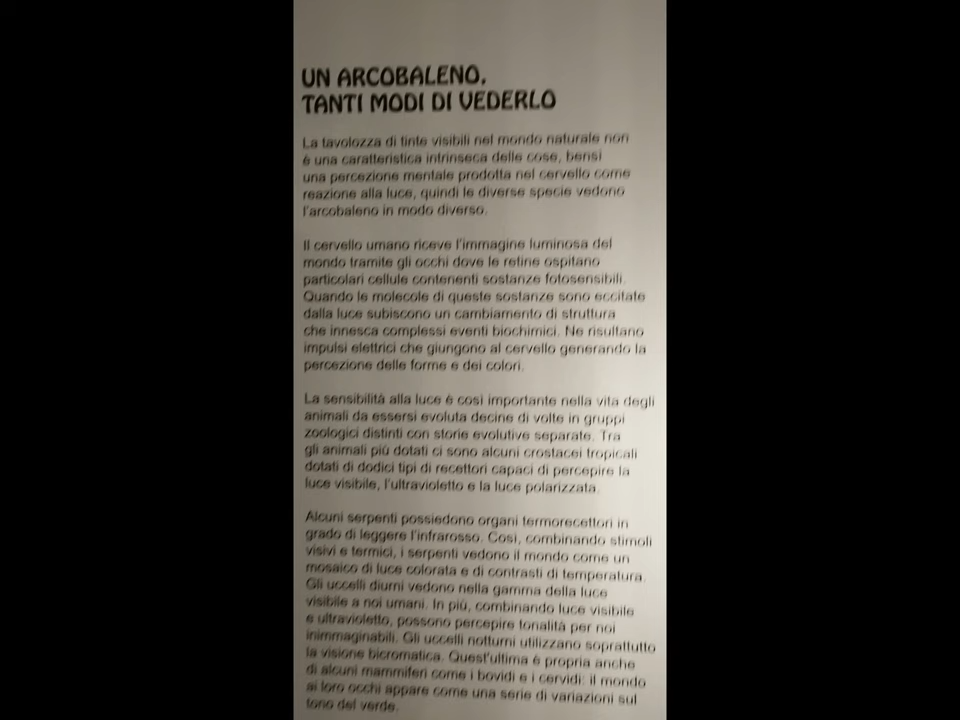 UN ARCOBALENO.
TANTI MODI DI VEDERLO
La tavolozza di tinte visibili nel mondo naturale non
è una caratteristica intrinseca delle cose, bensì
una percezione mentale prodotta nel cervello come
reazione alla luce, quindi le diverse specie vedono
l'arcobaleno in modo diverso.
Il cervello umano riceve l'immagine luminosa del
mondo tramite gli occhi dove le retine ospitano
particolari cellule contenenti sostanze fotosensibili.
Quando le molecole di queste sostanze sono eccitate
dalla luce subiscono un cambiamento di struttura
che innesca complessi eventi biochimici. Ne risultano
impulsi elettrici che giungono al cervello generando la
percezione delle forme e dei colori.
La sensibilità alla luce è così importante nella vita degli
animali da essersi evoluta decine di volte in gruppi
zoologici distinti con storie evolutive separate. Tra
gli animali più dotati ci sono alcuni crostacei tropicali
dotati di dodici tipi di recettori capaci di percepire la
luce visibile, l'ultravioletto e la luce polarizzata.
Alcuni serpenti possiedono organi termorecettori in
grado di leggere l'infrarosso. Così, combinando stimoli
visivi e termici, i serpenti vedono il mondo come un
mosaico di luce colorata e di contrasti di temperatura.
Gli uccelli diurni vedono nella gamma della luce
visibile a noi umani. In più, combinando luce visibile
e ultravioletto, possono percepire tonalità per noi
inimmaginabili. Gli uccelli notturni utilizzano soprattutto
la visione bicromatica. Quest'ultima è propria anche
di alcuni mammiferi come i bovidi e i cervidi: il mondo
ai loro occhi appare come una serie di variazioni sul
tono del verde.